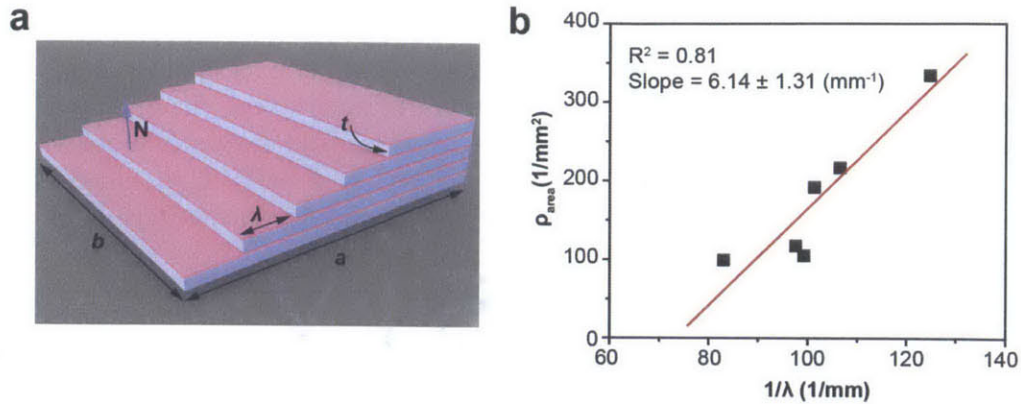 a
N
t
λ
b
a
b
R² = 0.81
Slope = 6.14 ± 1.31 (mm⁻¹)
400
300
200
100
0
ρarea(1/mm²)
60 80 100 120 140
1/λ (1/mm)